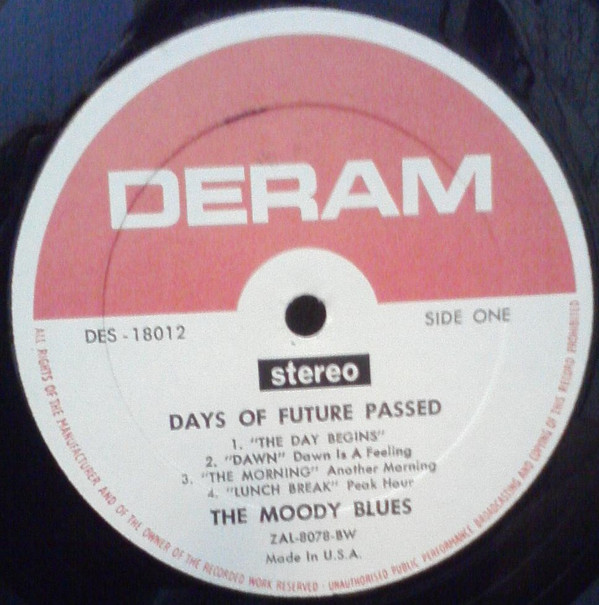 DERAM
DES - 18012
SIDE ONE
stereo
DAYS OF FUTURE PASSED
1. "THE DAY BEGINS"
2. "DAWN" Dawn Is A Feeling
3. "THE MORNING" Another Morning
4. "LUNCH BREAK" Peak Hour
THE MOODY BLUES
ZAL-8078-BW
Made In U.S.A.
ALL RIGHTS OF THE MANUFACTURER AND OF THE OWNER OF THE RECORDED WORK RESERVED · UNAUTHORISED PUBLIC PERFORMANCE, BROADCASTING AND COPYING OF THIS RECORD PROHIBITED